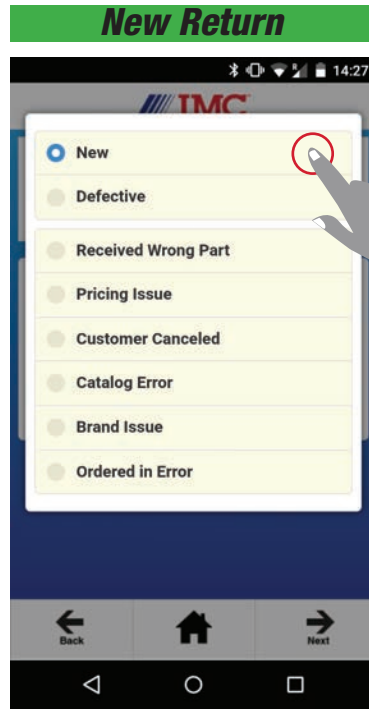 New Return
14:27
IMC
New
Defective
Received Wrong Part
Pricing Issue
Customer Canceled
Catalog Error
Brand Issue
Ordered in Error
Back
Next